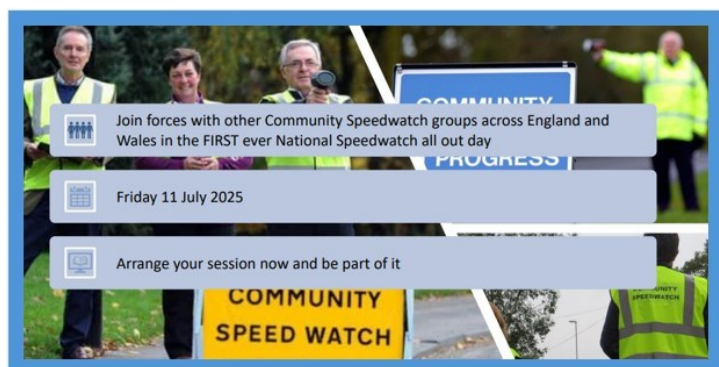 COMMUNITY
Join forces with other Community Speedwatch groups across England and
Wales in the FIRST ever National Speedwatch all out day
PROGRESS
Friday 11 July 2025
Arrange your session now and be part of it
COMMUNITY
SPEED WATCH
COMMUNITY
SPEEDWATCH